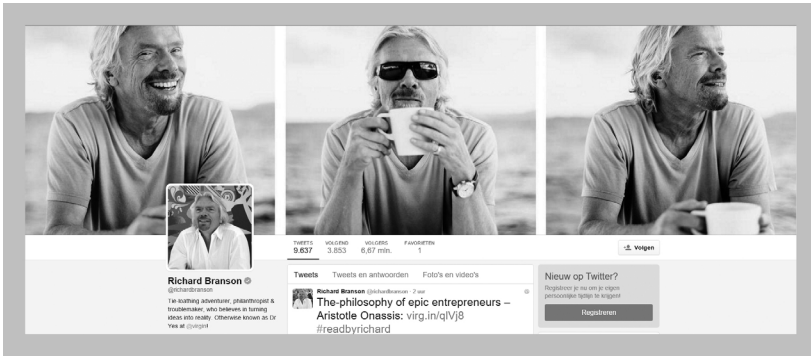 TWEETS VOLGEND VOLGERS FAVORIETEN
9.637 3.853 6,67 mln. 1
Volgen
Richard Branson
@richardbranson
Tie-loathing adventurer, philanthropist &
troublemaker, who believes in turning
ideas into reality. Otherwise known as Dr
Yes at @virgin!
Tweets Tweets en antwoorden Foto's en video's
Richard Branson @richardbranson · 2 uur
The-philosophy of epic entrepreneurs –
Aristotle Onassis: virg.in/qlVj8
#readbyrichard
Nieuw op Twitter?
Registreer je nu om je eigen
persoonlijke tijdlijn te krijgen!
Registreren